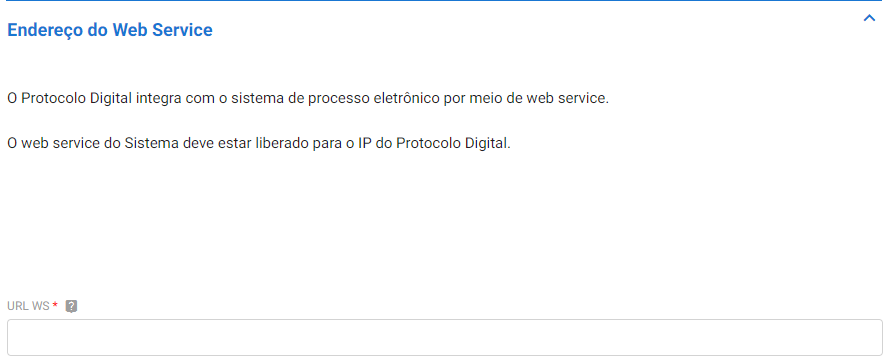 Endereço do Web Service
O Protocolo Digital integra com o sistema de processo eletrônico por meio de web service.
O web service do Sistema deve estar liberado para o IP do Protocolo Digital.
URL WS * ?